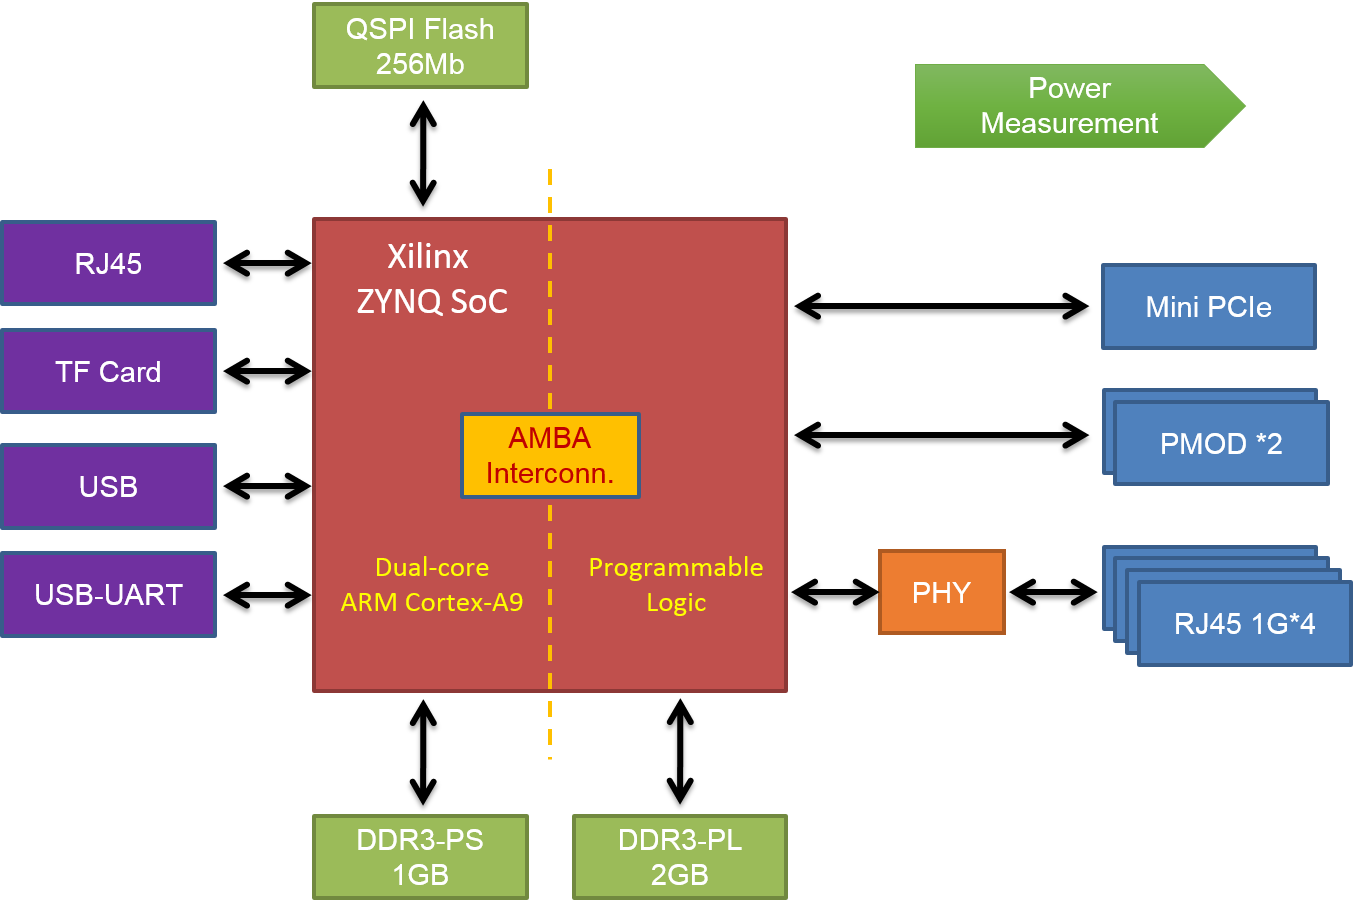 QSPI Flash
256Mb
Power
Measurement
RJ45
TF Card
USB
USB-UART
Xilinx
ZYNQ SoC
AMBA
Interconn.
Dual-core
ARM Cortex-A9
Programmable
Logic
Mini PCIe
PMOD *2
PHY
RJ45 1G*4
DDR3-PS
1GB
DDR3-PL
2GB